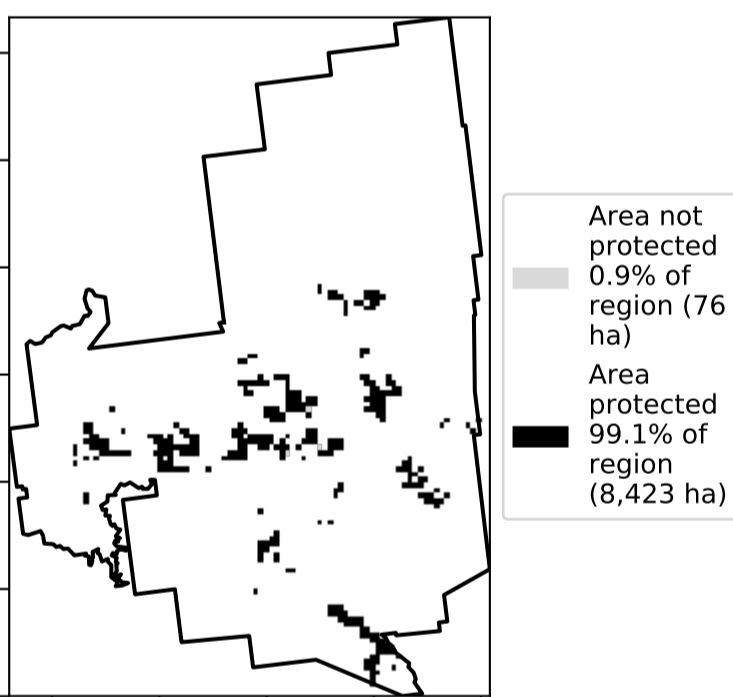 Area not
protected
0.9% of
region (76
ha)
Area
protected
99.1% of
region
(8,423 ha)